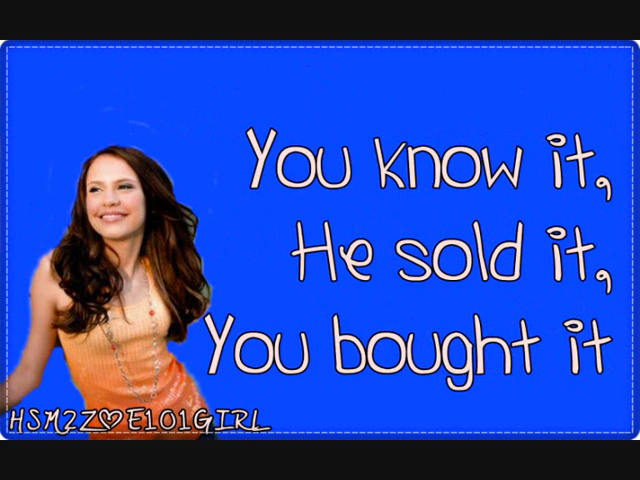 You know it,
He sold it,
You bought it
HSM2Z♡E101GIRL